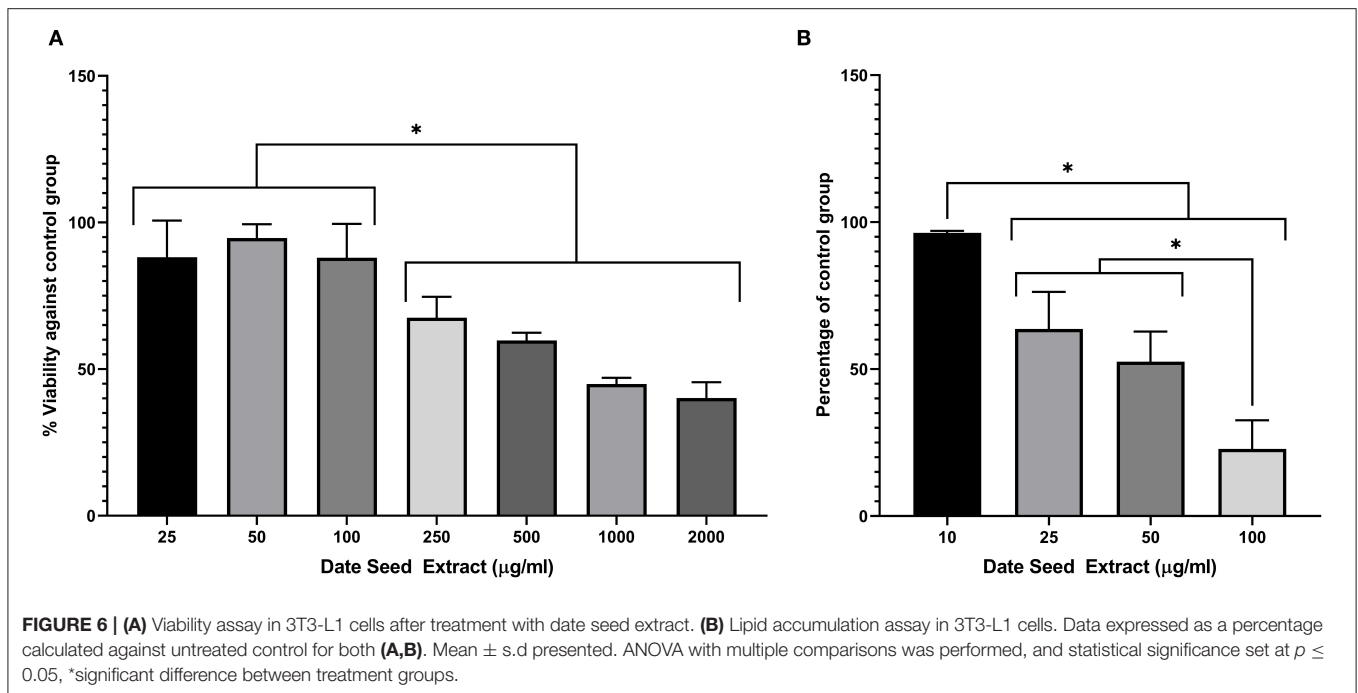 A
150
100
50
0
% Viability against control group
*
25 50 100 250 500 1000 2000
Date Seed Extract (μg/ml)
B
150
100
50
0
Percentage of control group
*
*
10 25 50 100
Date Seed Extract (μg/ml)
FIGURE 6 | (A) Viability assay in 3T3-L1 cells after treatment with date seed extract. (B) Lipid accumulation assay in 3T3-L1 cells. Data expressed as a percentage
calculated against untreated control for both (A,B). Mean ± s.d presented. ANOVA with multiple comparisons was performed, and statistical significance set at p ≤
0.05, *significant difference between treatment groups.